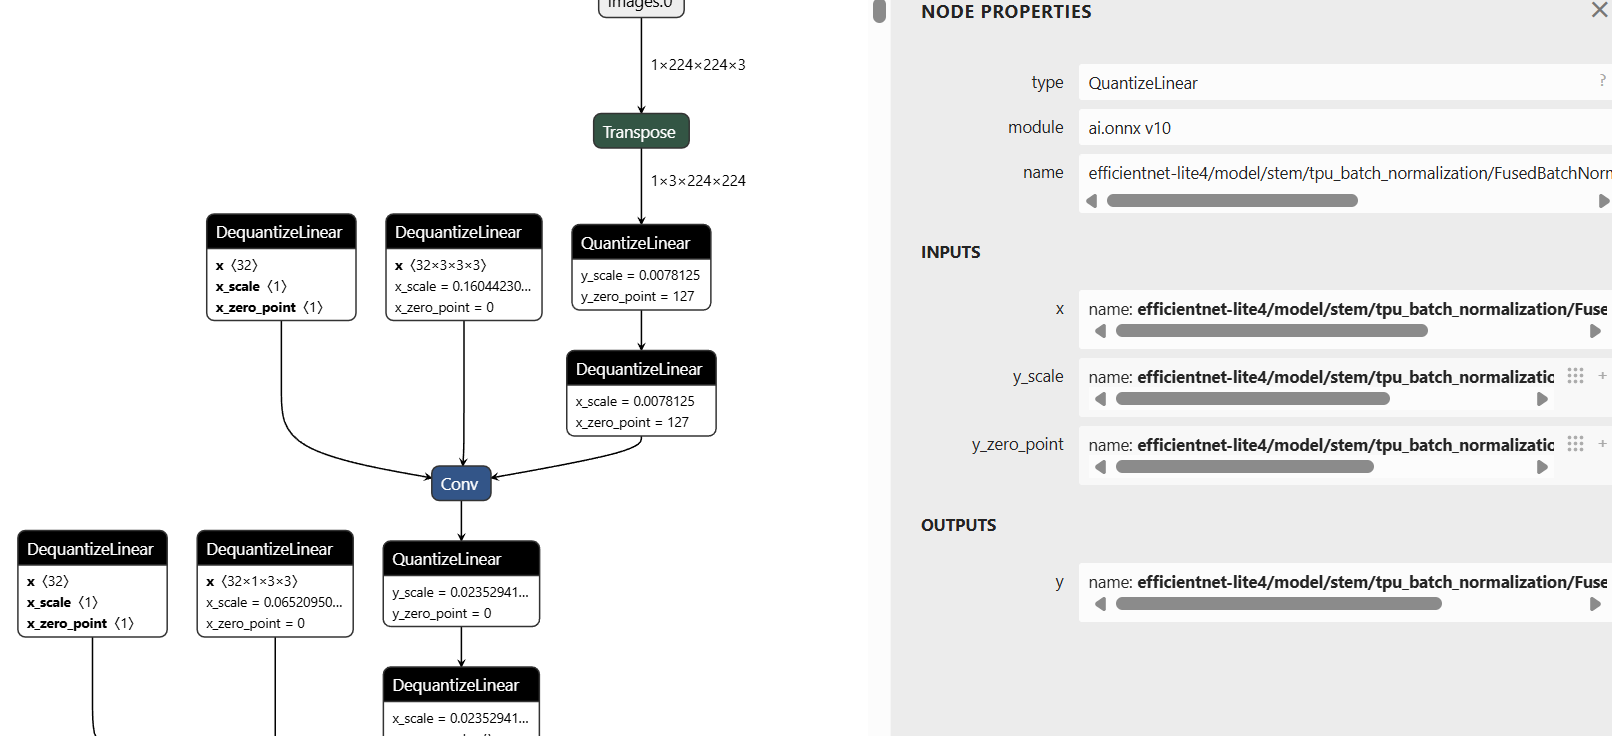 images:0
1×224×224×3
Transpose
1×3×224×224
DequantizeLinear
x ⟨32⟩
x_scale ⟨1⟩
x_zero_point ⟨1⟩
DequantizeLinear
x ⟨32×3×3×3⟩
x_scale = 0.16044230...
x_zero_point = 0
QuantizeLinear
y_scale = 0.0078125
y_zero_point = 127
DequantizeLinear
x_scale = 0.0078125
x_zero_point = 127
Conv
DequantizeLinear
x ⟨32⟩
x_scale ⟨1⟩
x_zero_point ⟨1⟩
DequantizeLinear
x ⟨32×1×3×3⟩
x_scale = 0.06520950...
x_zero_point = 0
QuantizeLinear
y_scale = 0.02352941...
y_zero_point = 0
DequantizeLinear
x_scale = 0.02352941...
NODE PROPERTIES
type QuantizeLinear ?
module ai.onnx v10
name efficientnet-lite4/model/stem/tpu_batch_normalization/FusedBatchNorm
INPUTS
x name: efficientnet-lite4/model/stem/tpu_batch_normalization/Fuse
y_scale name: efficientnet-lite4/model/stem/tpu_batch_normalizatio +
y_zero_point name: efficientnet-lite4/model/stem/tpu_batch_normalizatio +
OUTPUTS
y name: efficientnet-lite4/model/stem/tpu_batch_normalization/Fuse